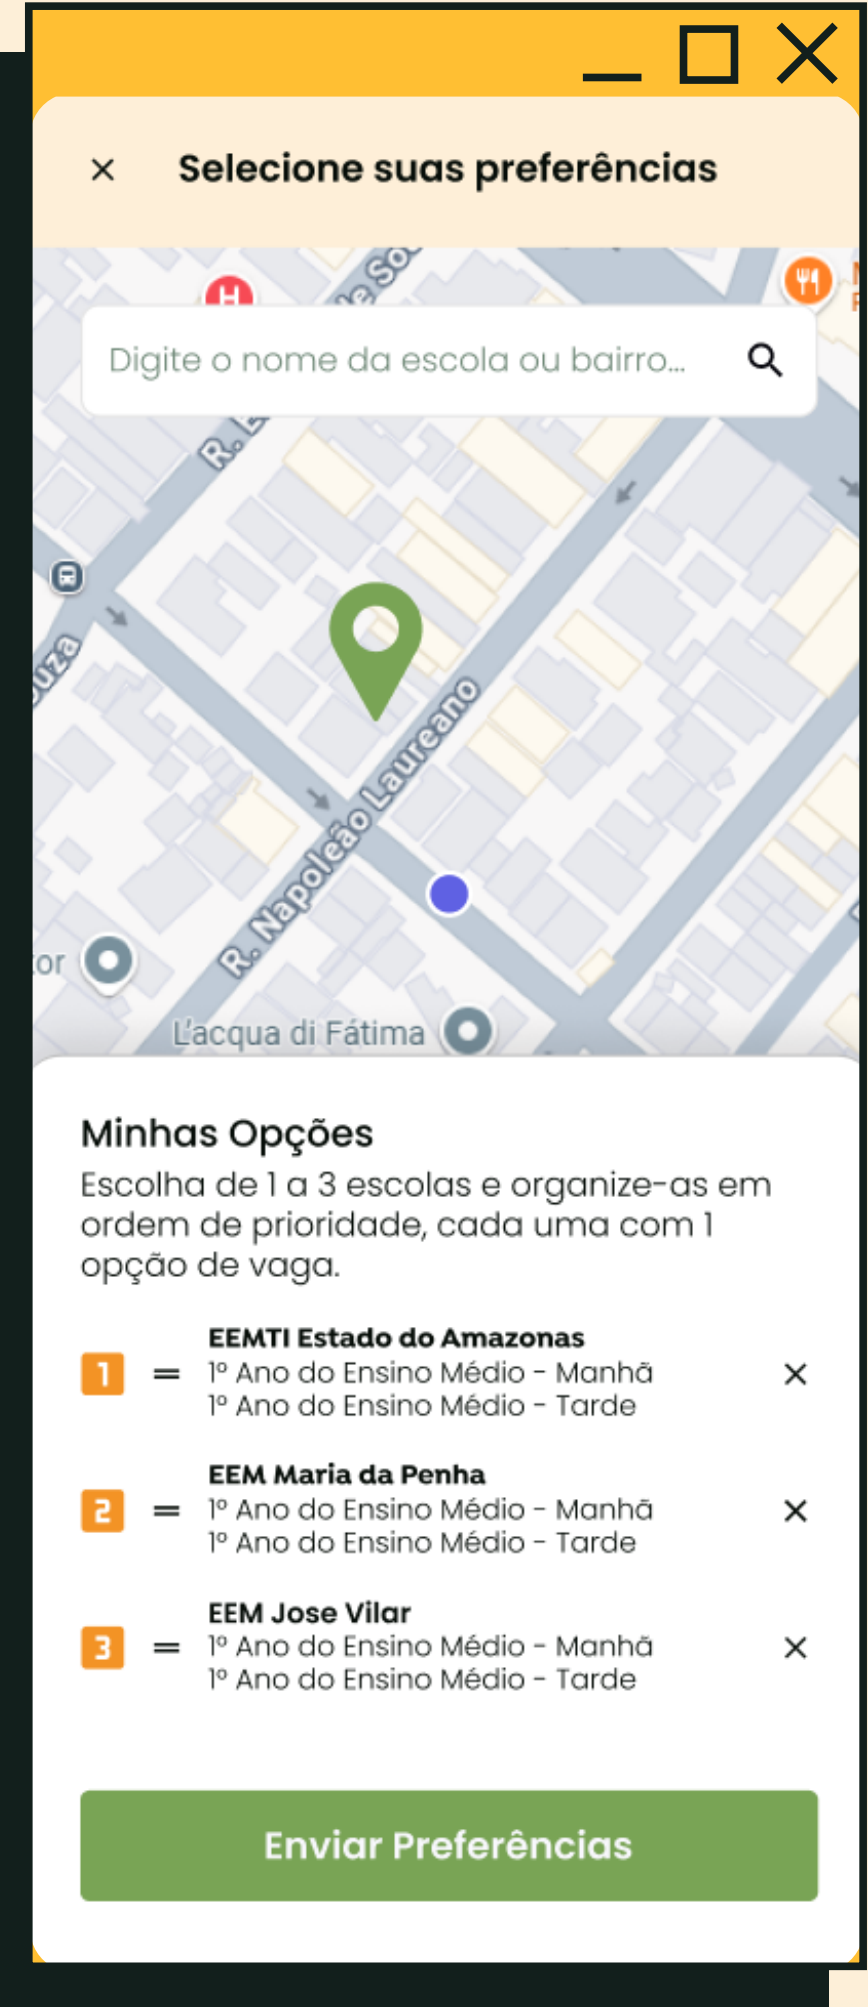 Selecione suas preferências
H
Digite o nome da escola ou bairro...
R.
R. Napoleão Laureano
L'acqua di Fátima
Minhas Opções
Escolha de 1 a 3 escolas e organize-as em
ordem de prioridade, cada uma com 1
opção de vaga.
1
EEMTI Estado do Amazonas
1º Ano do Ensino Médio - Manhã
1º Ano do Ensino Médio - Tarde
2
EEM Maria da Penha
1º Ano do Ensino Médio - Manhã
1º Ano do Ensino Médio - Tarde
3
EEM Jose Vilar
1º Ano do Ensino Médio - Manhã
1º Ano do Ensino Médio - Tarde
Enviar Preferências